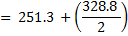 = 251.3 + (328.8/2)